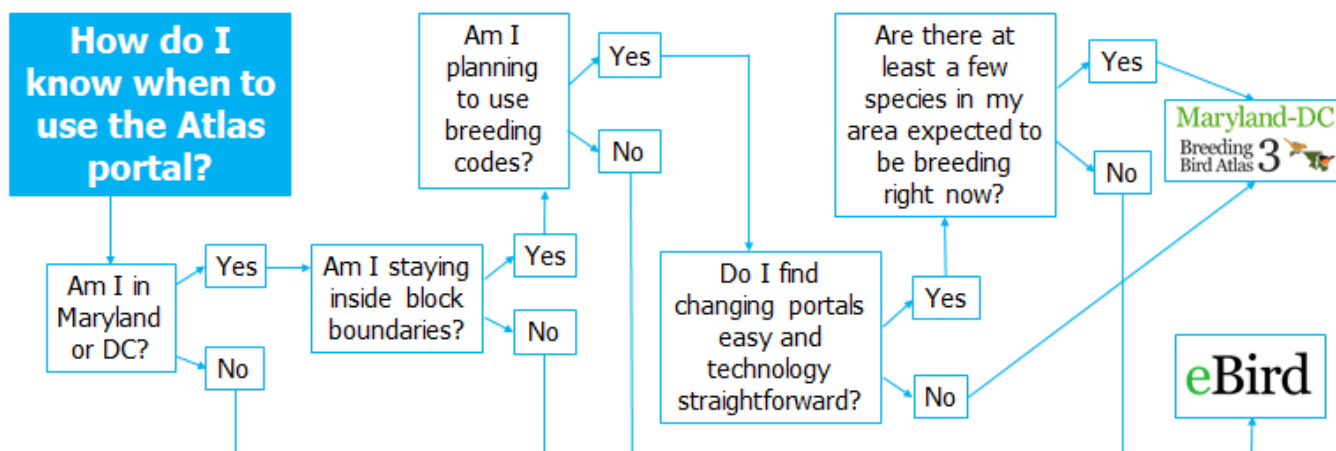 How do I
know when to
use the Atlas
portal?
Am I in
Maryland
or DC?
Yes
No
Am I staying
inside block
boundaries?
Yes
No
Am I
planning
to use
breeding
codes?
Yes
No
Do I find
changing portals
easy and
technology
straightforward?
Yes
No
Are there at
least a few
species in my
area expected to
be breeding
right now?
Yes
No
Maryland-DC
Breeding
Bird Atlas 3
eBird